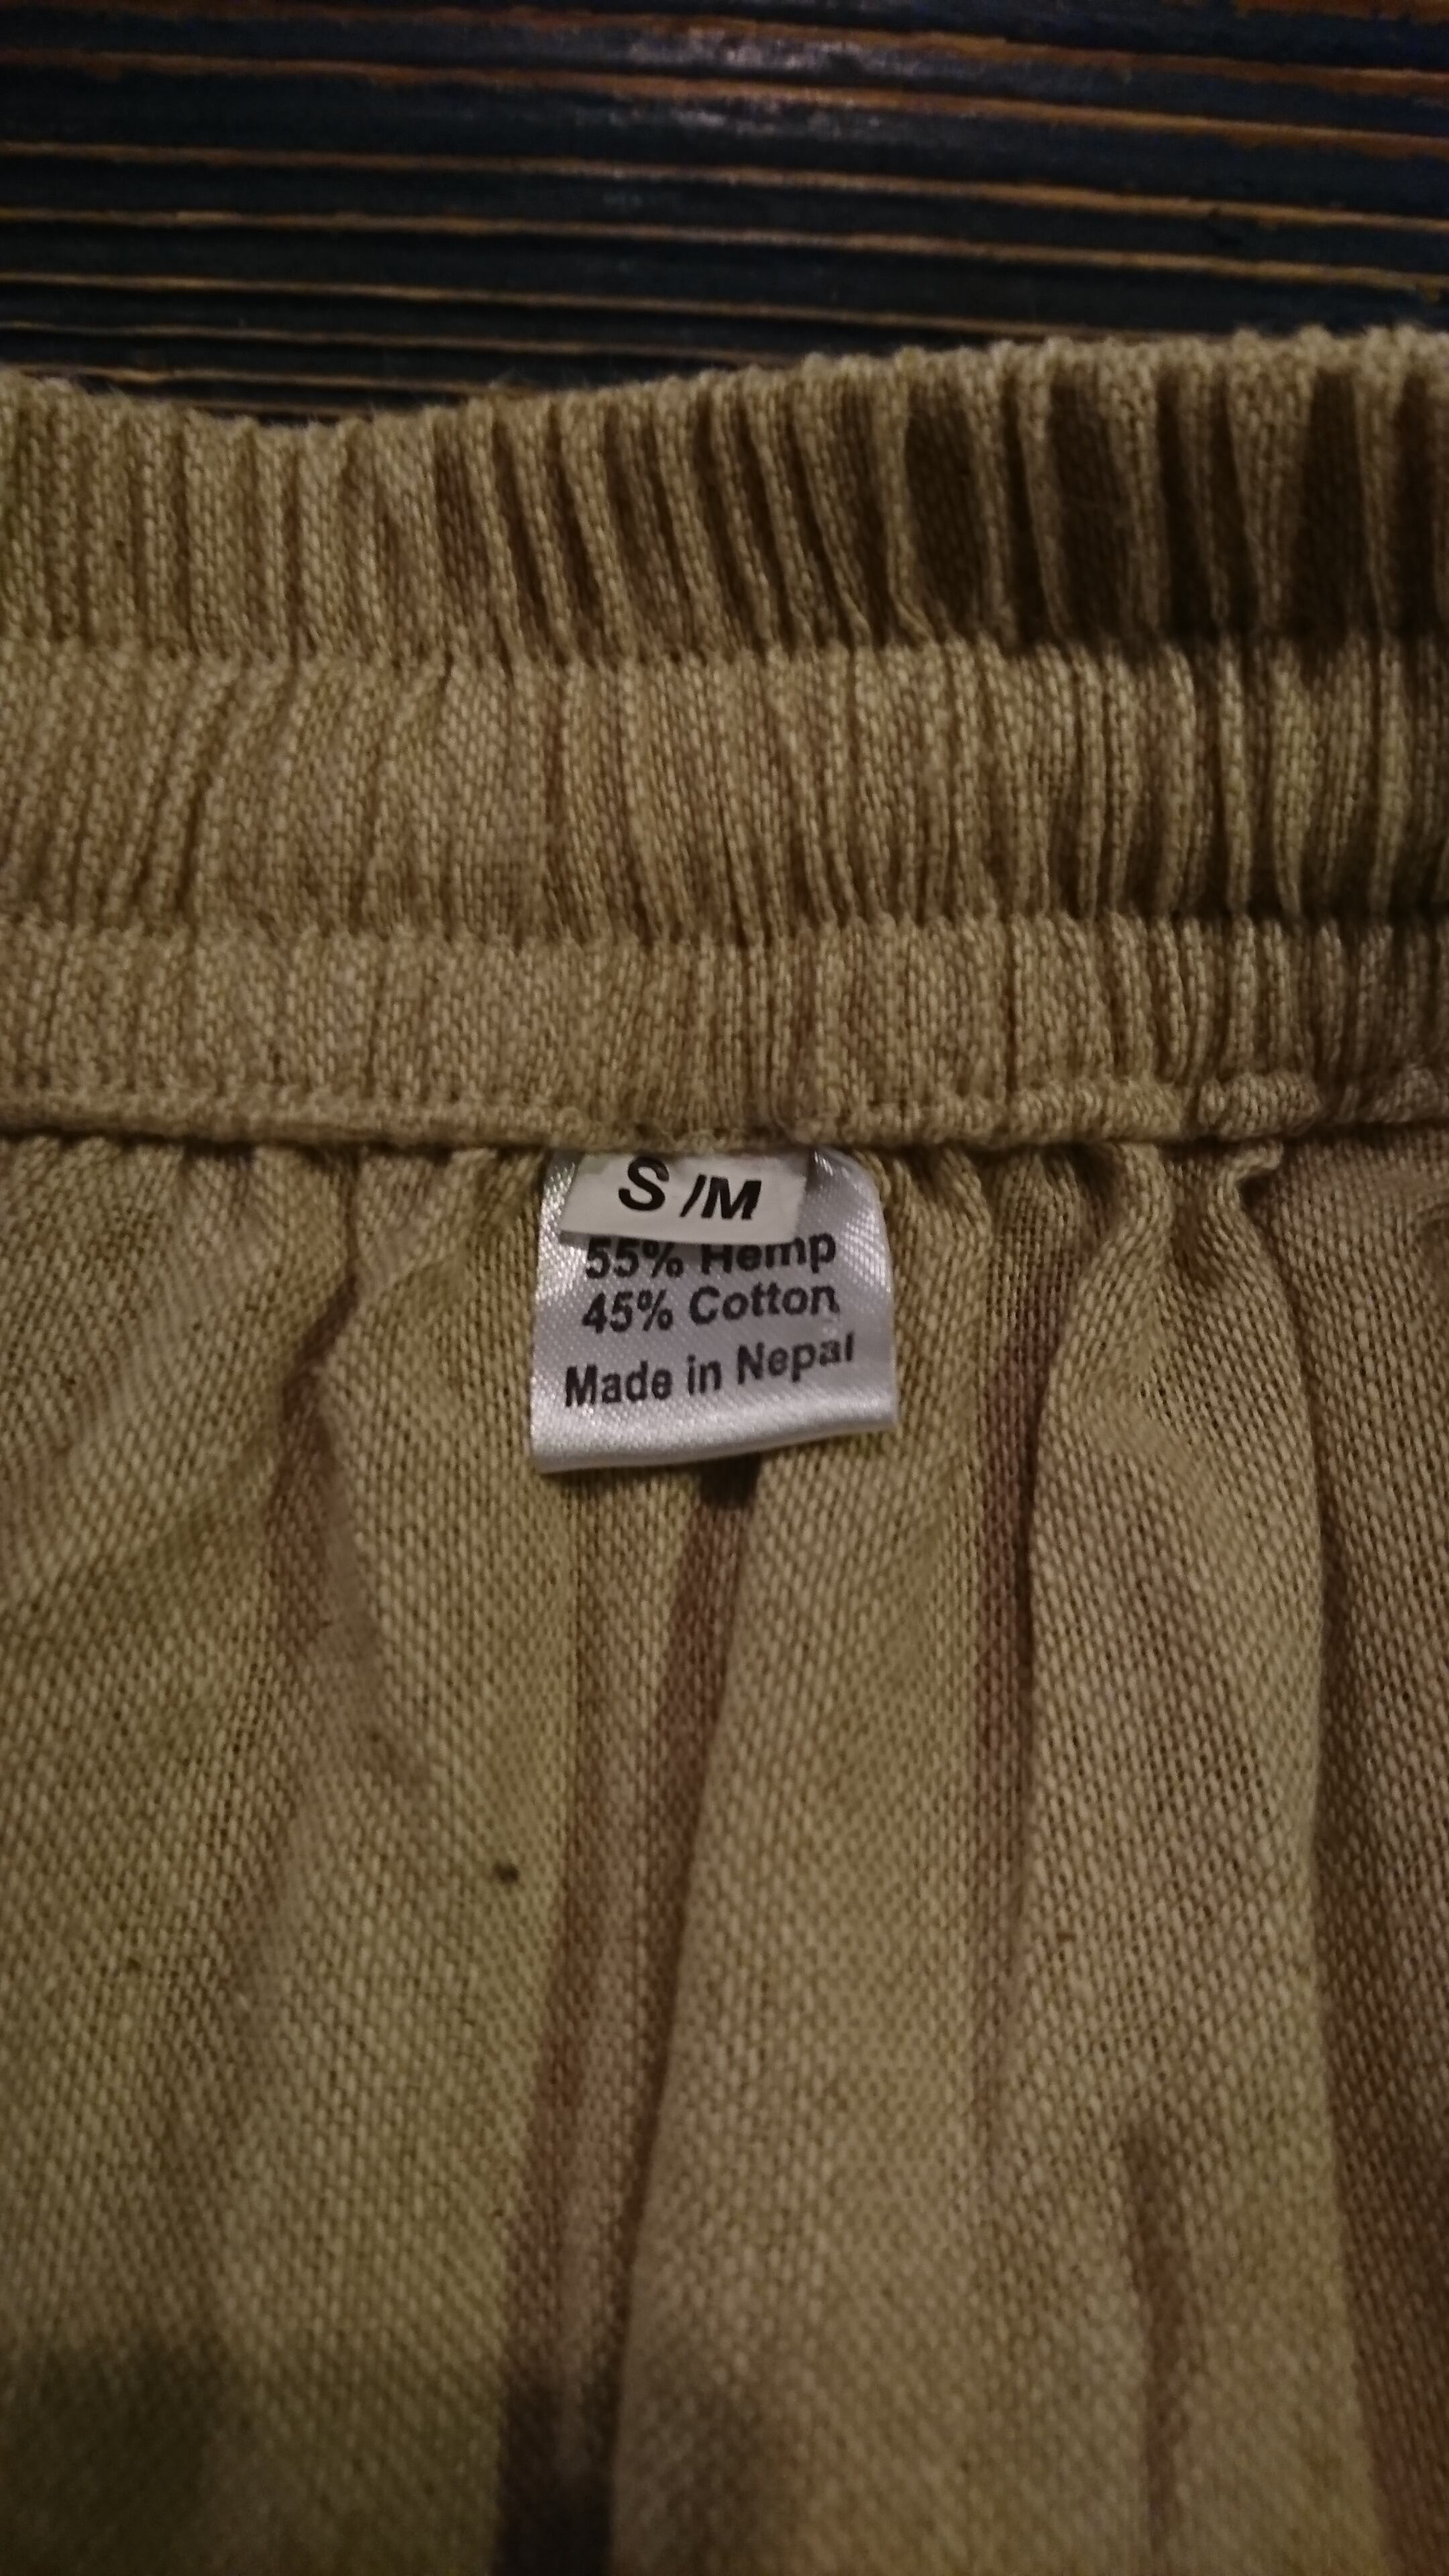 S/M
55% Hemp
45% Cotton
Made in Nepal